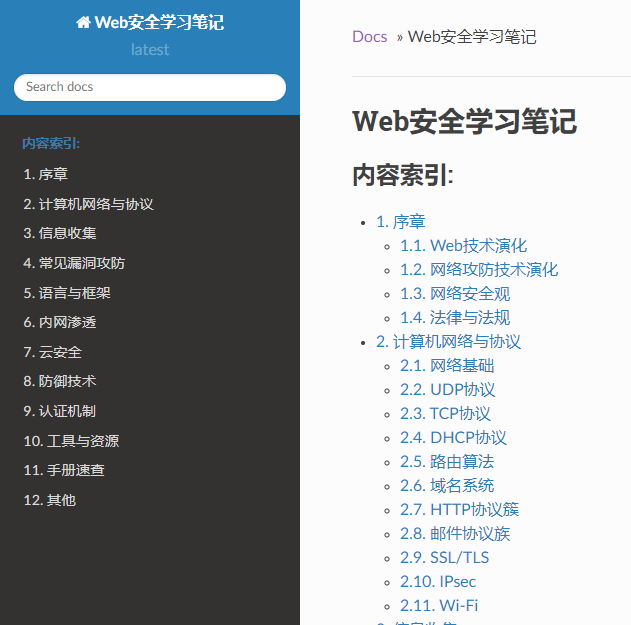 Web安全学习笔记
latest
Search docs
内容索引:
1. 序章
2. 计算机网络与协议
3. 信息收集
4. 常见漏洞攻防
5. 语言与框架
6. 内网渗透
7. 云安全
8. 防御技术
9. 认证机制
10. 工具与资源
11. 手册速查
12. 其他
Docs » Web安全学习笔记
Web安全学习笔记
内容索引:
1. 序章
1.1. Web技术演化
1.2. 网络攻防技术演化
1.3. 网络安全观
1.4. 法律与法规
2. 计算机网络与协议
2.1. 网络基础
2.2. UDP协议
2.3. TCP协议
2.4. DHCP协议
2.5. 路由算法
2.6. 域名系统
2.7. HTTP协议簇
2.8. 邮件协议族
2.9. SSL/TLS
2.10. IPsec
2.11. Wi-Fi